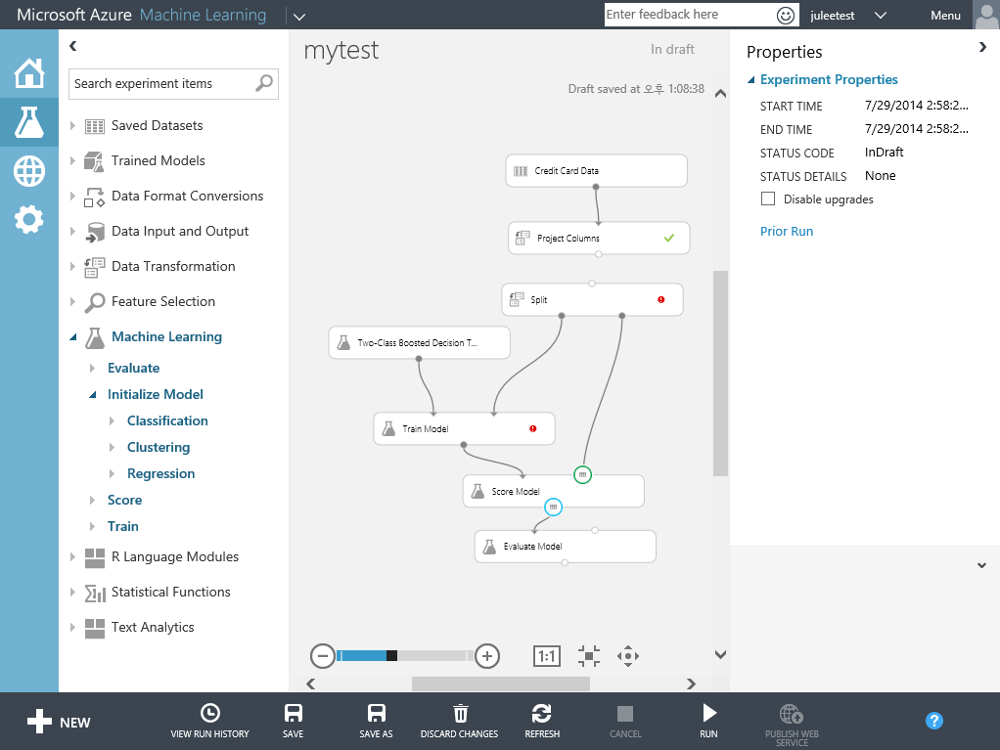 Microsoft Azure Machine Learning
Enter feedback here
juleetest
Menu
Search experiment items
Saved Datasets
Trained Models
Data Format Conversions
Data Input and Output
Data Transformation
Feature Selection
Machine Learning
Evaluate
Initialize Model
Classification
Clustering
Regression
Score
Train
R Language Modules
Statistical Functions
Text Analytics
mytest
In draft
Draft saved at 오후 1:08:38
Credit Card Data
Project Columns
Split
Two-Class Boosted Decision T...
Train Model
Score Model
Evaluate Model
1:1
Properties
Experiment Properties
START TIME 7/29/2014 2:58:2...
END TIME 7/29/2014 2:58:2...
STATUS CODE InDraft
STATUS DETAILS None
Disable upgrades
Prior Run
NEW
VIEW RUN HISTORY
SAVE
SAVE AS
DISCARD CHANGES
REFRESH
CANCEL
RUN
PUBLISH WEB
SERVICE
?